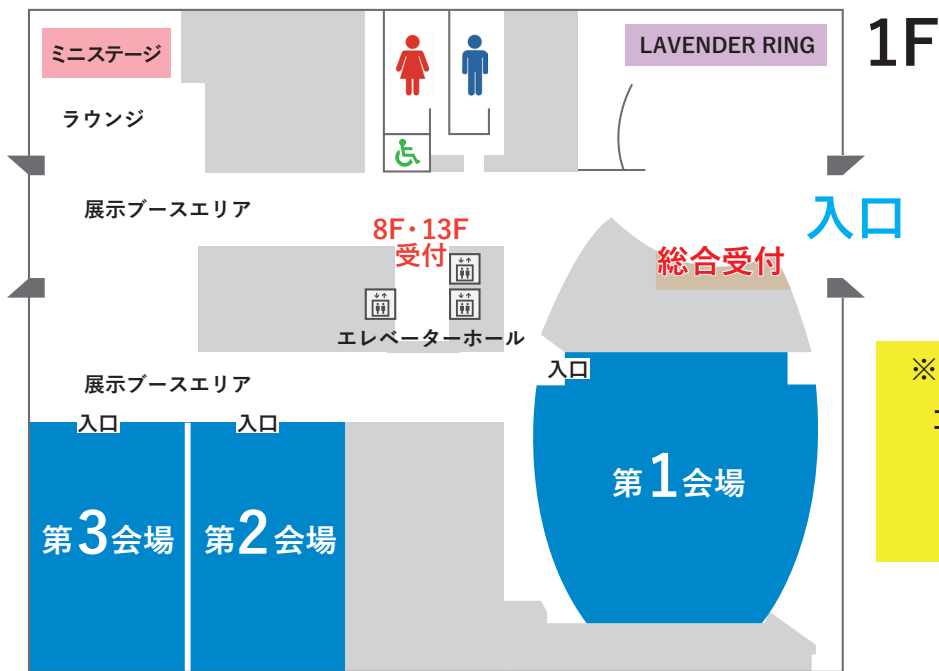 1F
ミニステージ
LAVENDER RING
ラウンジ
展示ブースエリア
入口
8F・13F
受付
総合受付
エレベーターホール
入口
展示ブースエリア
入口
入口
第1会場
第3会場
第2会場
※